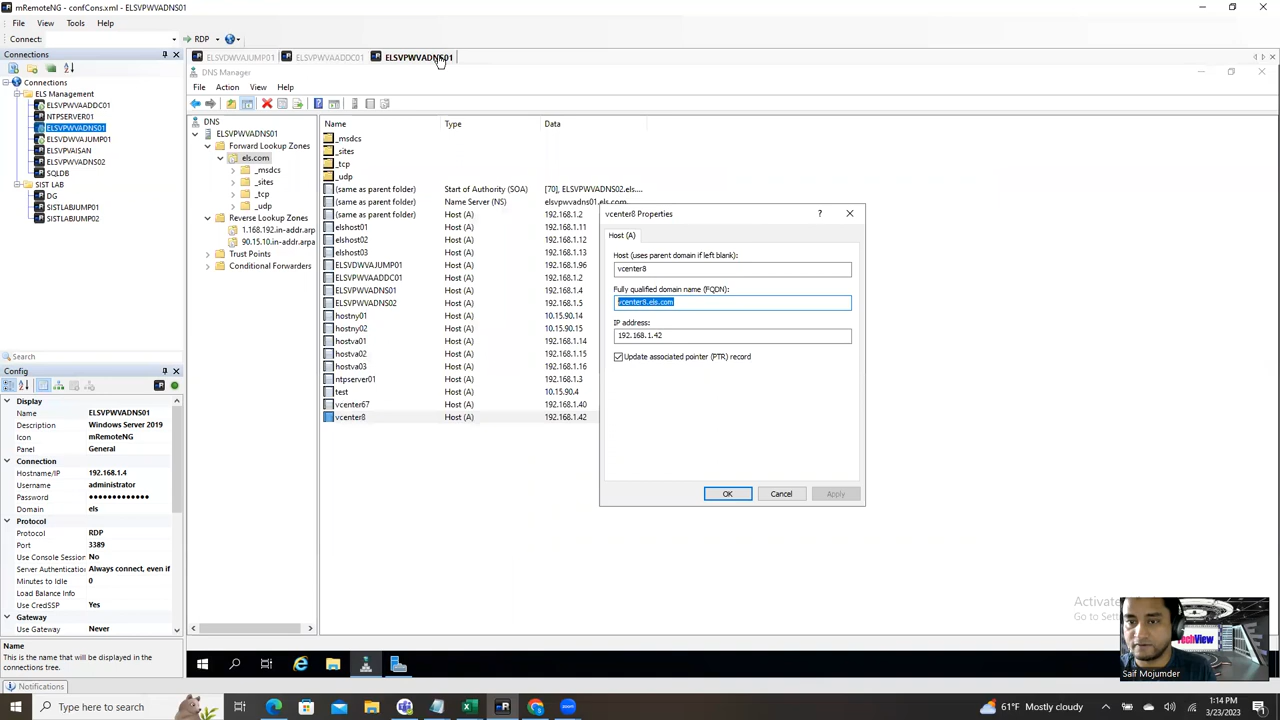 mRemoteNG - confCons.xml - ELSVPWVADNS01
File View Tools Help
Connect: RDP
Connections
ELSVDWVAJUMP01 ELSVPWVAADDC01 ELSVPWVADNS01
DNS Manager
File Action View Help
Connections
ELS Management
ELSVPWVAADDC01
NTPSERVER01
ELSVPWVADNS01
ELSVDWVAJUMP01
ELSVPVAISAN
ELSVPWVADNS02
SQLDB
SIST LAB
DG
SISTLABJUMP01
SISTLABJUMP02
DNS
ELSVPWVADNS01
Forward Lookup Zones
els.com
_msdcs
_sites
_tcp
_udp
Reverse Lookup Zones
1.168.192.in-addr.arp
90.15.10.in-addr.arpa
Trust Points
Conditional Forwarders
Name Type Data
_msdcs
_sites
_tcp
_udp
(same as parent folder) Start of Authority (SOA) [70], ELSVPWVADNS02.els....
(same as parent folder) Name Server (NS) elsvpwvadns01.els.com.
(same as parent folder) Host (A) 192.168.1.2
elshost01 Host (A) 192.168.1.11
elshost02 Host (A) 192.168.1.12
elshost03 Host (A) 192.168.1.13
ELSVDWVAJUMP01 Host (A) 192.168.1.96
ELSVPWVAADDC01 Host (A) 192.168.1.2
ELSVPWVADNS01 Host (A) 192.168.1.4
ELSVPWVADNS02 Host (A) 192.168.1.5
hostny01 Host (A) 10.15.90.14
hostny02 Host (A) 10.15.90.15
hostva01 Host (A) 192.168.1.14
hostva02 Host (A) 192.168.1.15
hostva03 Host (A) 192.168.1.16
ntpserver01 Host (A) 192.168.1.3
test Host (A) 10.15.90.4
vcenter67 Host (A) 192.168.1.40
vcenter8 Host (A) 192.168.1.42
vcenter8 Properties
Host (A)
Host (uses parent domain if left blank):
vcenter8
Fully qualified domain name (FQDN):
vcenter8.els.com
IP address:
192.168.1.42
Update associated pointer (PTR) record
OK Cancel Apply
Search
Config
Display
Name ELSVPWVADNS01
Description Windows Server 2019
Icon mRemoteNG
Panel General
Connection
Hostname/IP 192.168.1.4
Username administrator
Password ●●●●●●●●●●●●●
Domain els
Protocol
Protocol RDP
Port 3389
Use Console Session No
Server Authentication Always connect, even if
Minutes to Idle 0
Load Balance Info
Use CredSSP Yes
Gateway
Use Gateway Never
Name
This is the name that will be displayed in the
connections tree.
Notifications
Activate
Go to Sett
TechView
Saif Mojumder
Type here to search
61°F Mostly cloudy
1:14 PM
3/23/2023